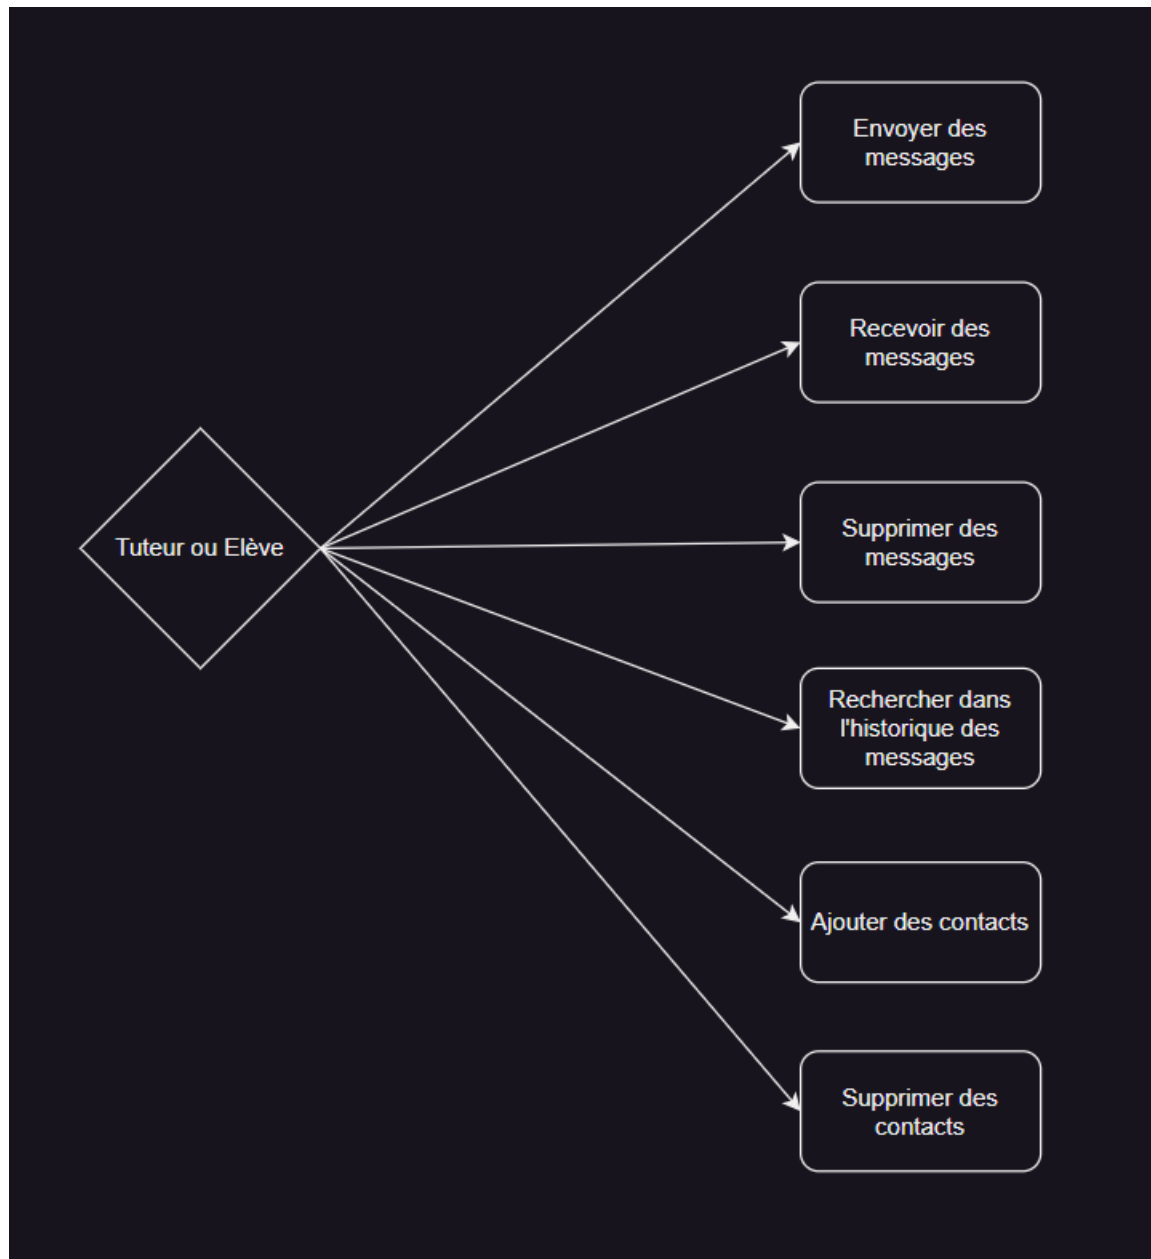 Envoyer des
messages
Recevoir des
messages
Supprimer des
messages
Tuteur ou Elève
Rechercher dans
l'historique des
messages
Ajouter des contacts
Supprimer des
contacts